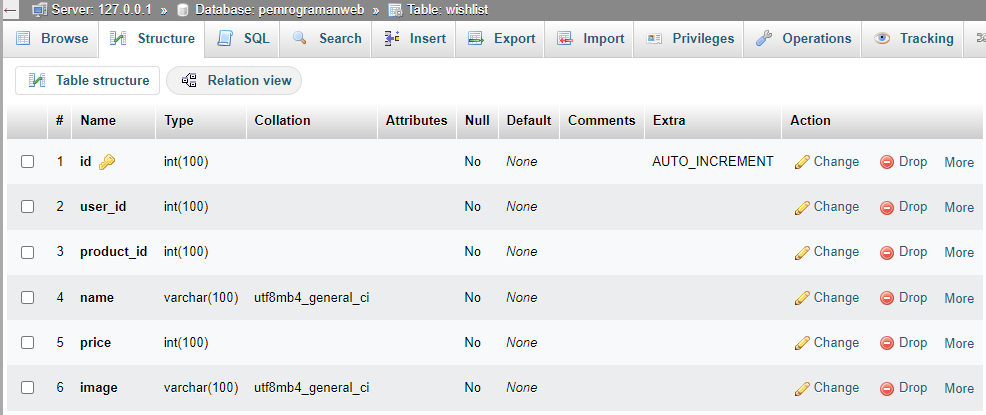 Server: 127.0.0.1 » Database: pemrogramanweb » Table: wishlist
Browse Structure SQL Search Insert Export Import Privileges Operations Tracking
Table structure Relation view
# Name Type Collation Attributes Null Default Comments Extra Action
1 id int(100) No None AUTO_INCREMENT Change Drop More
2 user_id int(100) No None Change Drop More
3 product_id int(100) No None Change Drop More
4 name varchar(100) utf8mb4_general_ci No None Change Drop More
5 price int(100) No None Change Drop More
6 image varchar(100) utf8mb4_general_ci No None Change Drop More